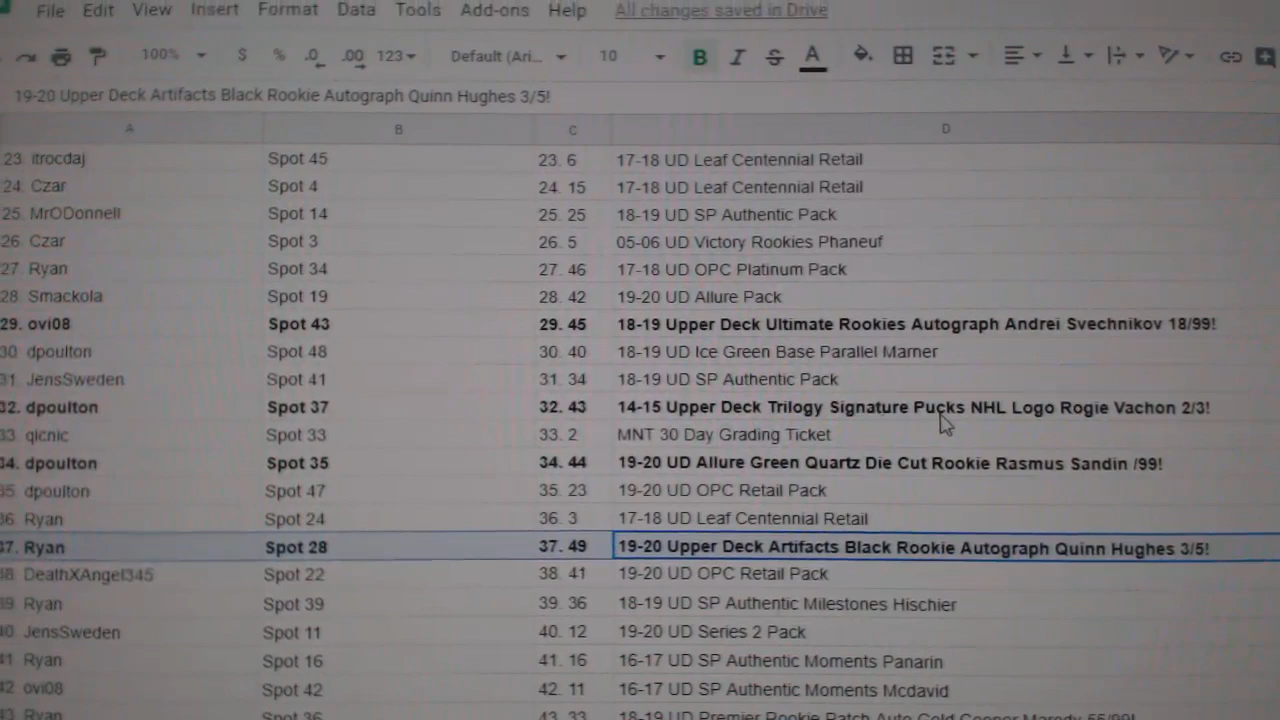 File Edit View Insert Format Data Tools Add-ons Help All changes saved in Drive
100% $ % .0 .00 123 Default (Ari... 10 B I S A
19-20 Upper Deck Artifacts Black Rookie Autograph Quinn Hughes 3/5!
A B C D
23. itrocdaj Spot 45 23. 6 17-18 UD Leaf Centennial Retail
24. Czar Spot 4 24. 15 17-18 UD Leaf Centennial Retail
25. MrODonnell Spot 14 25. 25 18-19 UD SP Authentic Pack
26. Czar Spot 3 26. 5 05-06 UD Victory Rookies Phaneuf
27. Ryan Spot 34 27. 46 17-18 UD OPC Platinum Pack
28. Smackola Spot 19 28. 42 19-20 UD Allure Pack
29. ovi08 Spot 43 29. 45 18-19 Upper Deck Ultimate Rookies Autograph Andrei Svechnikov 18/99!
30. dpoulton Spot 48 30. 40 18-19 UD Ice Green Base Parallel Marner
31. JensSweden Spot 41 31. 34 18-19 UD SP Authentic Pack
32. dpoulton Spot 37 32. 43 14-15 Upper Deck Trilogy Signature Pucks NHL Logo Rogie Vachon 2/3!
33. qicnic Spot 33 33. 2 MNT 30 Day Grading Ticket
34. dpoulton Spot 35 34. 44 19-20 UD Allure Green Quartz Die Cut Rookie Rasmus Sandin /99!
35. dpoulton Spot 47 35. 23 19-20 UD OPC Retail Pack
36. Ryan Spot 24 36. 3 17-18 UD Leaf Centennial Retail
37. Ryan Spot 28 37. 49 19-20 Upper Deck Artifacts Black Rookie Autograph Quinn Hughes 3/5!
38. DeathXAngel345 Spot 22 38. 41 19-20 UD OPC Retail Pack
39. Ryan Spot 39 39. 36 18-19 UD SP Authentic Milestones Hischier
40. JensSweden Spot 11 40. 12 19-20 UD Series 2 Pack
41. Ryan Spot 16 41. 16 16-17 UD SP Authentic Moments Panarin
42. ovi08 Spot 42 42. 11 16-17 UD SP Authentic Moments Mcdavid
43. Ryan Spot 36 43. 33 18-19 UD Premier Rookie Patch Auto Gold Connor